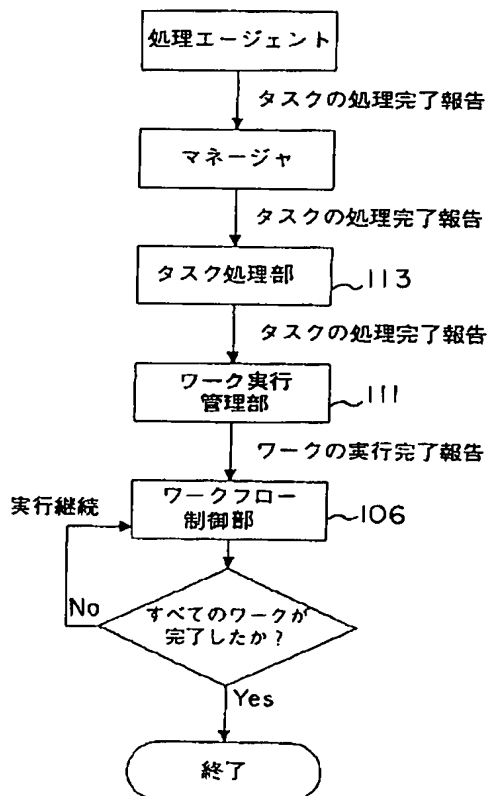 処理エージェント
タスクの処理完了報告
マネージャ
タスクの処理完了報告
タスク処理部
113
タスクの処理完了報告
ワーク実行
管理部
111
ワークの実行完了報告
実行継続
ワークフロー
制御部
106
No
すべてのワークが
完了したか?
Yes
終了